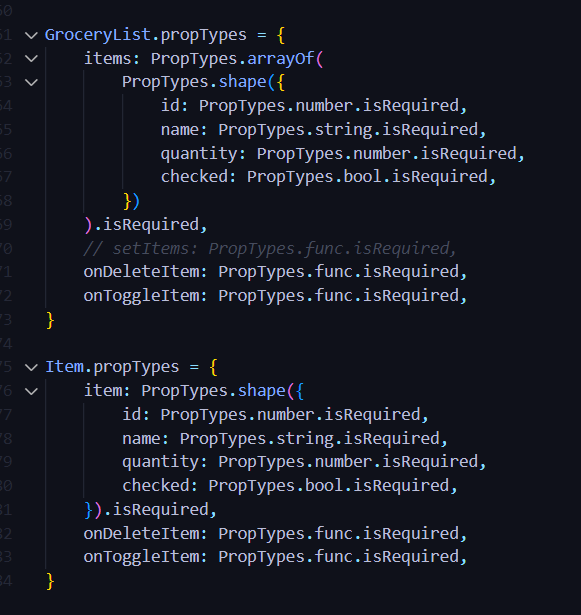 60
61 GroceryList.propTypes = {
62     items: PropTypes.arrayOf(
63         PropTypes.shape({
64             id: PropTypes.number.isRequired,
65             name: PropTypes.string.isRequired,
66             quantity: PropTypes.number.isRequired,
67             checked: PropTypes.bool.isRequired,
68         })
69     ).isRequired,
70     // setItems: PropTypes.func.isRequired,
71     onDeleteItem: PropTypes.func.isRequired,
72     onToggleItem: PropTypes.func.isRequired,
73 }
74
75 Item.propTypes = {
76     item: PropTypes.shape({
77         id: PropTypes.number.isRequired,
78         name: PropTypes.string.isRequired,
79         quantity: PropTypes.number.isRequired,
80         checked: PropTypes.bool.isRequired,
81     }).isRequired,
82     onDeleteItem: PropTypes.func.isRequired,
83     onToggleItem: PropTypes.func.isRequired,
84 }